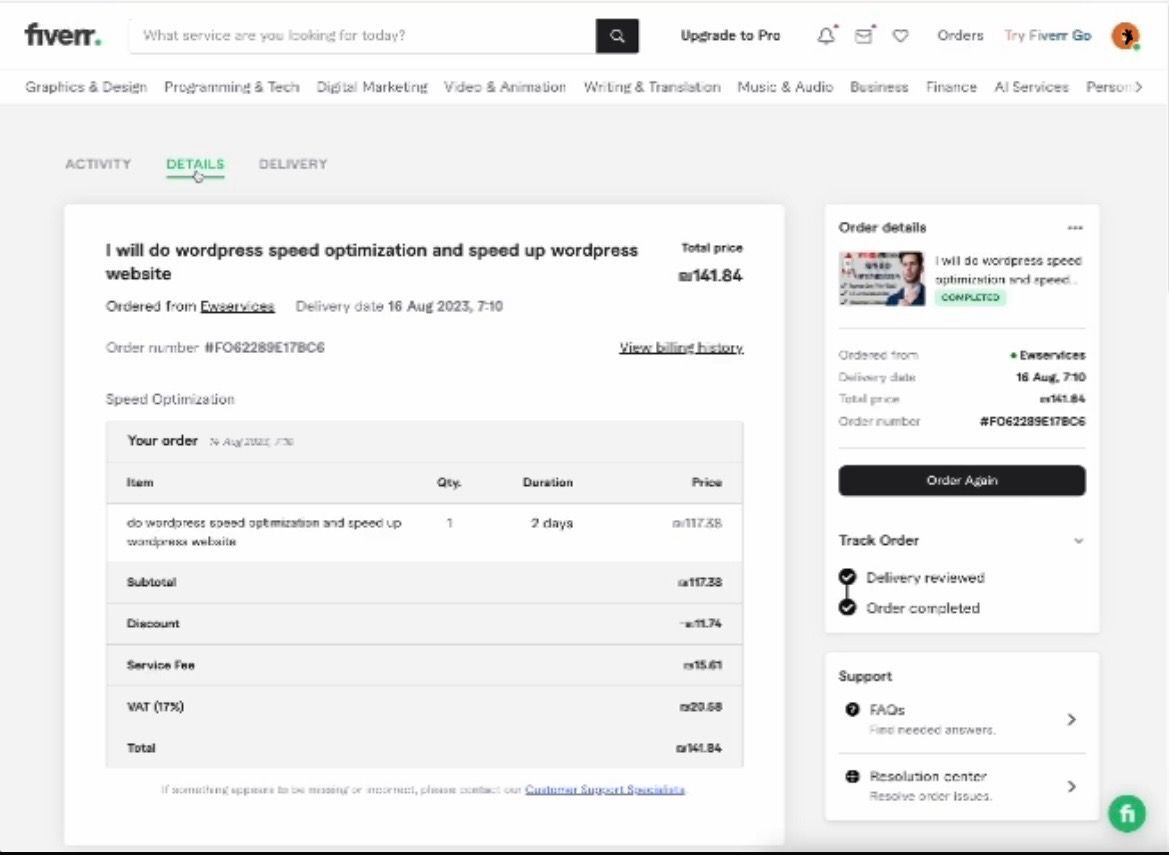 fiverr.
What service are you looking for today?
Upgrade to Pro
Orders
Try Fiverr Go
Graphics & Design
Programming & Tech
Digital Marketing
Video & Animation
Writing & Translation
Music & Audio
Business
Finance
AI Services
Person
ACTIVITY
DETAILS
DELIVERY
I will do wordpress speed optimization and speed up wordpress
website
Total price
₪141.84
Ordered from Ewservices
Delivery date 16 Aug 2023, 7:10
Order number #FO62289E17BC6
View billing history
Speed Optimization
Your order
Item Qty. Duration Price
do wordpress speed optimization and speed up
wordpress website
1
2 days
₪117.38
Subtotal ₪117.38
Discount -₪11.74
Service Fee ₪15.61
VAT (17%) ₪20.58
Total ₪141.84
If something appears to be missing or incorrect, please contact our Customer Support Specialists.
Order details
I will do wordpress speed
optimization and speed...
COMPLETED
Ordered from Ewservices
Delivery date 16 Aug, 7:10
Total price ₪141.84
Order number #FO62289E17BC6
Order Again
Track Order
Delivery reviewed
Order completed
Support
FAQs
Find needed answers.
Resolution center
Resolve order issues.
fi